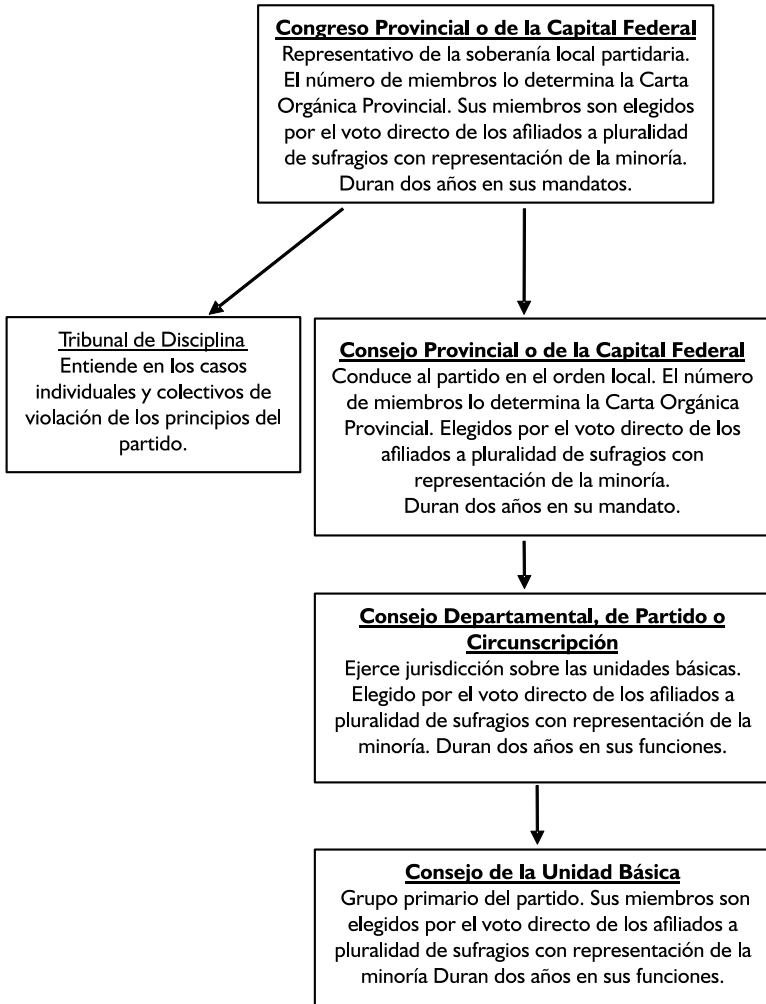 Congreso Provincial o de la Capital Federal
Representativo de la soberanía local partidaria.
El número de miembros lo determina la Carta
Orgánica Provincial. Sus miembros son elegidos
por el voto directo de los afiliados a pluralidad
de sufragios con representación de la minoría.
Duran dos años en sus mandatos.
Tribunal de Disciplina
Entiende en los casos
individuales y colectivos de
violación de los principios del
partido.
Consejo Provincial o de la Capital Federal
Conduce al partido en el orden local. El número
de miembros lo determina la Carta Orgánica
Provincial. Elegidos por el voto directo de los
afiliados a pluralidad de sufragios con
representación de la minoría.
Duran dos años en su mandato.
Consejo Departamental, de Partido o
Circunscripción
Ejerce jurisdicción sobre las unidades básicas.
Elegido por el voto directo de los afiliados a
pluralidad de sufragios con representación de la
minoría. Duran dos años en sus funciones.
Consejo de la Unidad Básica
Grupo primario del partido. Sus miembros son
elegidos por el voto directo de los afiliados a
pluralidad de sufragios con representación de la
minoría Duran dos años en sus funciones.